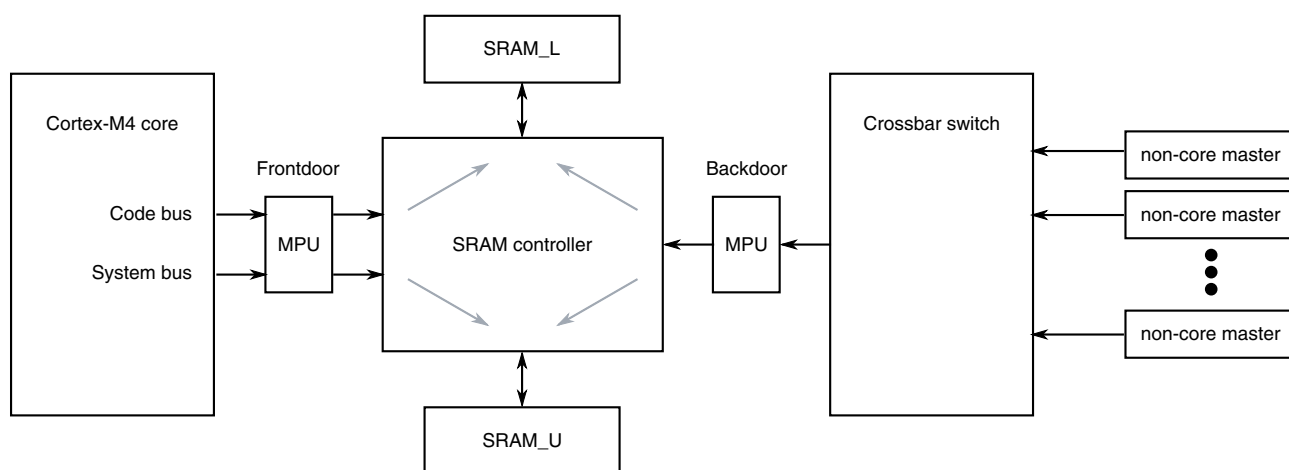 SRAM_L
Cortex-M4 core
Crossbar switch
non-core master
Frontdoor
Backdoor
Code bus
non-core master
MPU
SRAM controller
MPU
System bus
non-core master
SRAM_U